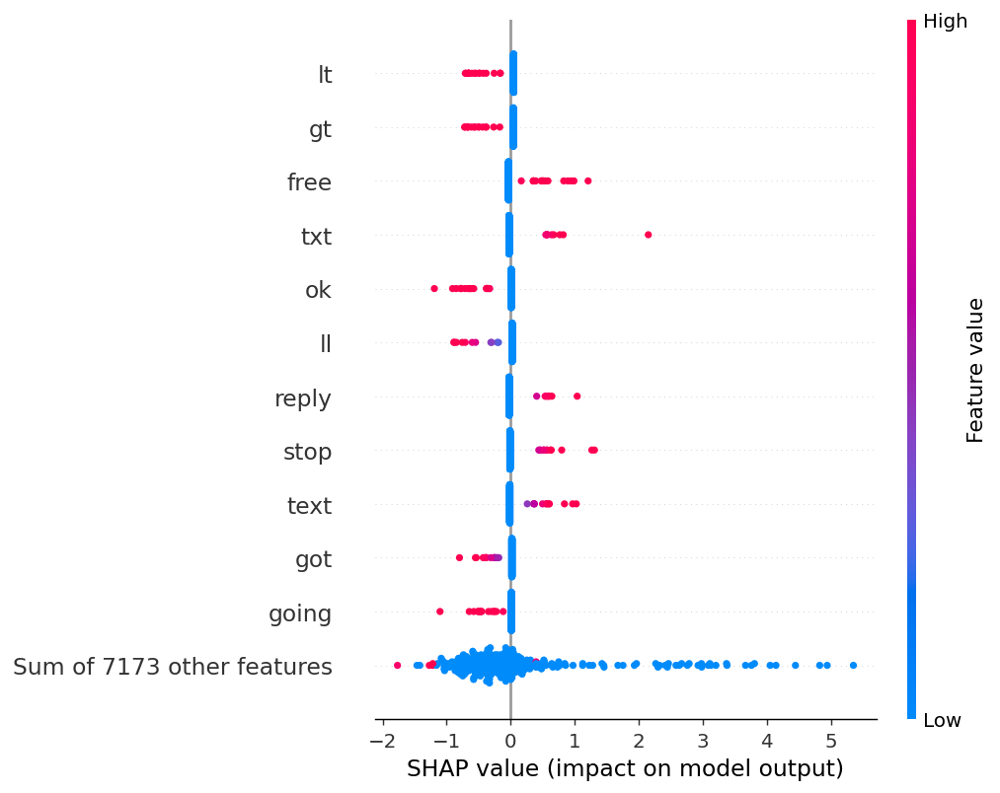 High
lt
gt
free
txt
ok
ll
reply
stop
text
got
going
Sum of 7173 other features
Feature value
Low
−2 −1 0 1 2 3 4 5
SHAP value (impact on model output)